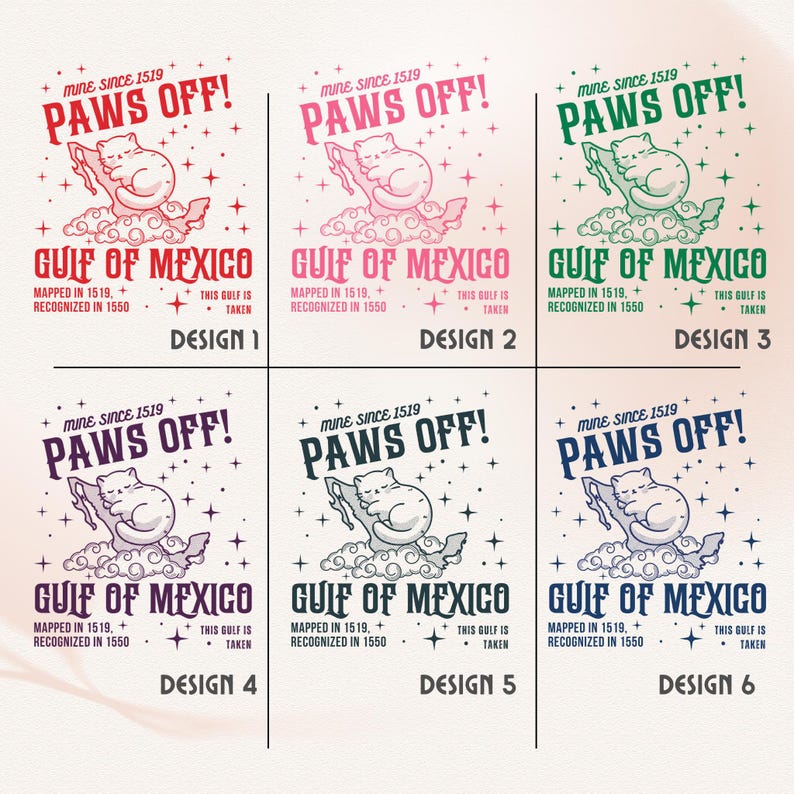 MINE SINCE 1519
PAWS OFF!
GULF OF MEXICO
MAPPED IN 1519,
RECOGNIZED IN 1550
THIS GULF IS
TAKEN
DESIGN 1
MINE SINCE 1519
PAWS OFF!
GULF OF MEXICO
MAPPED IN 1519,
RECOGNIZED IN 1550
THIS GULF IS
TAKEN
DESIGN 2
MINE SINCE 1519
PAWS OFF!
GULF OF MEXICO
MAPPED IN 1519,
RECOGNIZED IN 1550
THIS GULF IS
TAKEN
DESIGN 3
MINE SINCE 1519
PAWS OFF!
GULF OF MEXICO
MAPPED IN 1519,
RECOGNIZED IN 1550
THIS GULF IS
TAKEN
DESIGN 4
MINE SINCE 1519
PAWS OFF!
GULF OF MEXICO
MAPPED IN 1519,
RECOGNIZED IN 1550
THIS GULF IS
TAKEN
DESIGN 5
MINE SINCE 1519
PAWS OFF!
GULF OF MEXICO
MAPPED IN 1519,
RECOGNIZED IN 1550
THIS GULF IS
TAKEN
DESIGN 6